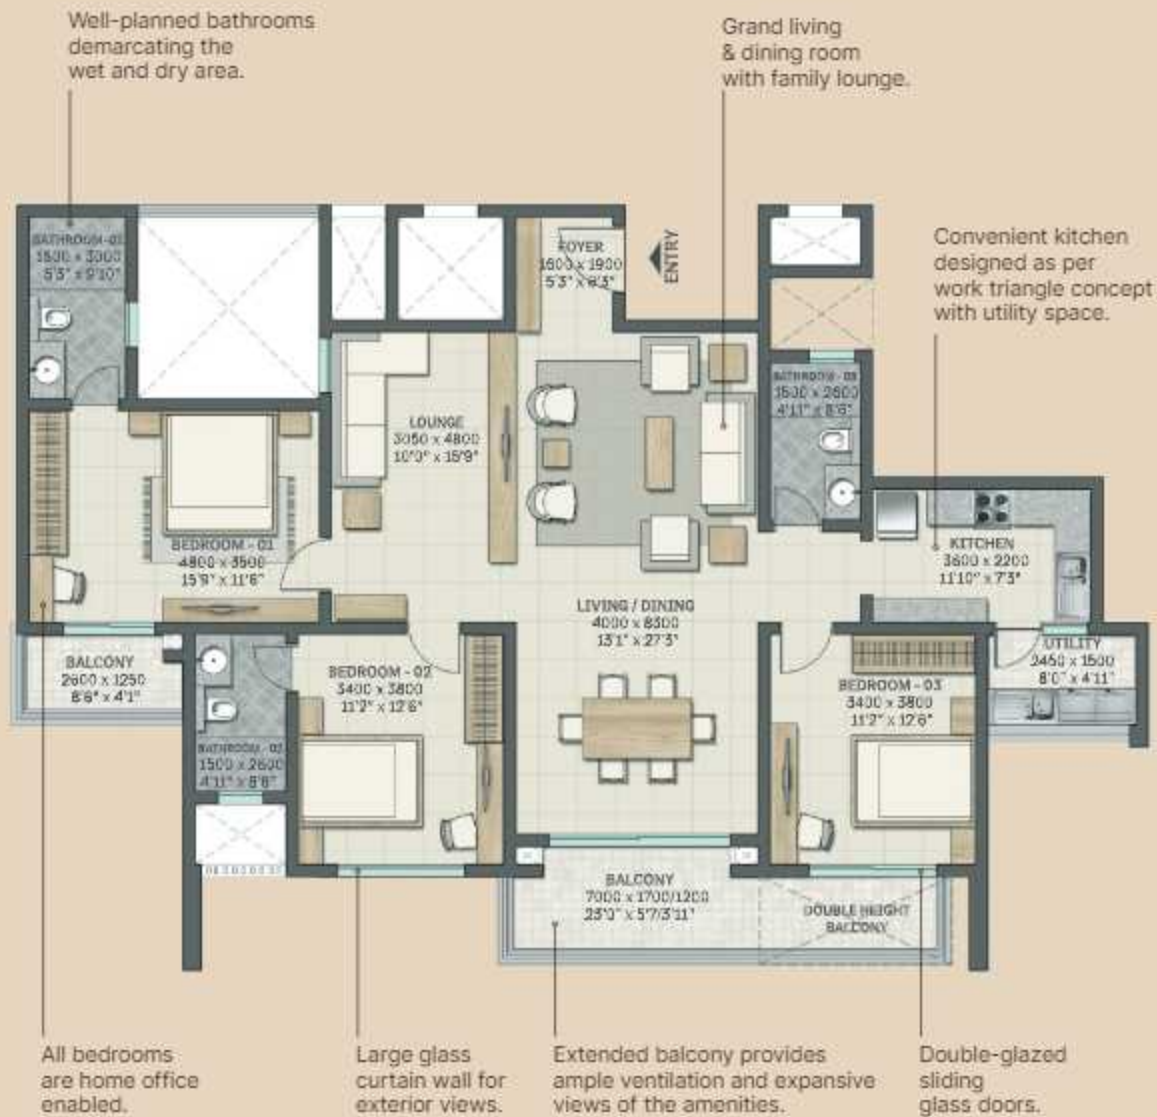 Well-planned bathrooms
demarcating the
wet and dry area.
Grand living
& dining room
with family lounge.
Convenient kitchen
designed as per
work triangle concept
with utility space.
1500 x 3000
FOYER
1600 x 1900
5'3" x 6'3"
ENTRY
BATHROOM - 03
1500 x 2600
4'11" x 8'6"
LOUNGE
3050 x 4800
10'0" x 15'9"
BEDROOM - 01
4800 x 3500
15'9" x 11'6"
KITCHEN
3600 x 2200
11'10" x 7'3"
LIVING / DINING
4000 x 8300
13'1" x 27'3"
BALCONY
2600 x 1250
8'6" x 4'1"
BEDROOM - 02
3400 x 3800
11'2" x 12'6"
BEDROOM - 03
3400 x 3800
11'2" x 12'6"
UTILITY
2450 x 1500
8'0" x 4'11"
BATHROOM - 02
1500 x 2600
4'11" x 8'6"
BALCONY
7000 x 1700/1200
23'0" x 5'7/3'11"
DOUBLE HEIGHT
BALCONY
All bedrooms
are home office
enabled.
Large glass
curtain wall for
exterior views.
Extended balcony provides
ample ventilation and expansive
views of the amenities.
Double-glazed
sliding
glass doors.